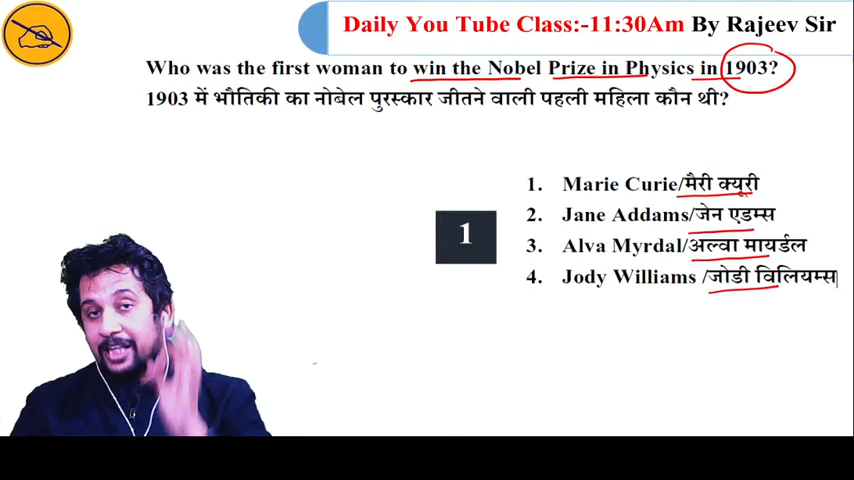 Daily You Tube Class:-11:30Am By Rajeev Sir
Who was the first woman to win the Nobel Prize in Physics in 1903?
1903 में भौतिकी का नोबेल पुरस्कार जीतने वाली पहली महिला कौन थी?
1. Marie Curie/मैरी क्यूरी
2. Jane Addams/जेन एडम्स
3. Alva Myrdal/अल्वा मायर्डल
4. Jody Williams /जोडी विलियम्स
1